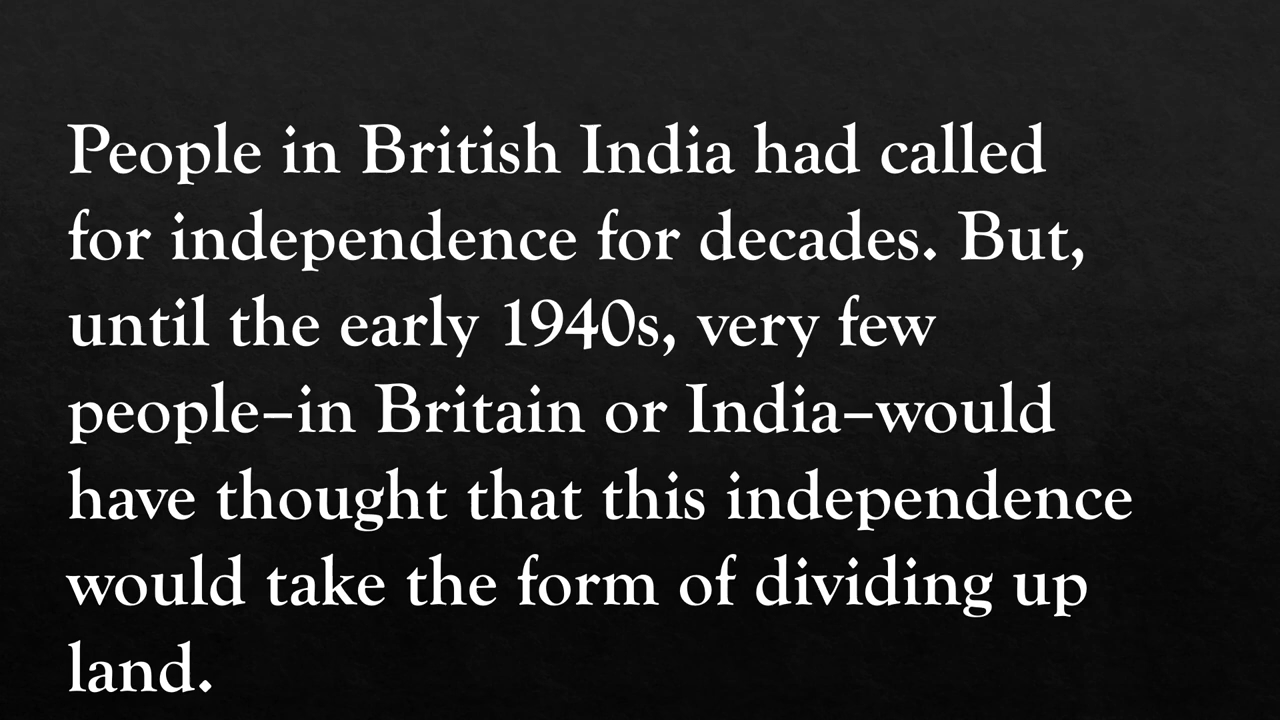 People in British India had called
for independence for decades. But,
until the early 1940s, very few
people–in Britain or India–would
have thought that this independence
would take the form of dividing up
land.